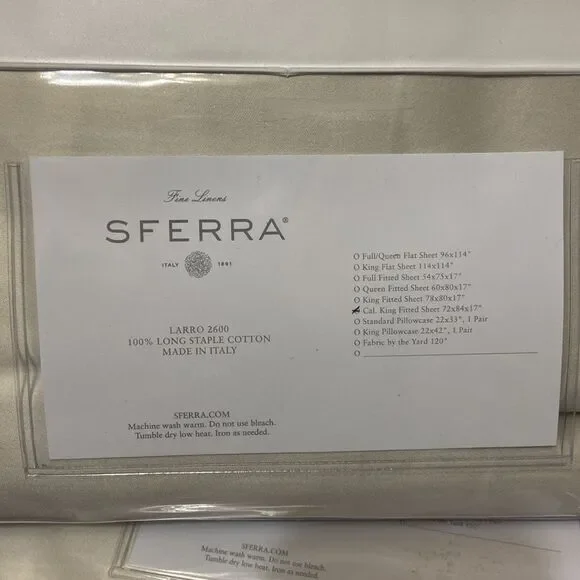 Fine Linens
SFERRA®
ITALY 1891
LARRO 2600
100% LONG STAPLE COTTON
MADE IN ITALY
SFERRA.COM
Machine wash warm. Do not use bleach.
Tumble dry low heat. Iron as needed.
O Full/Queen Flat Sheet 96x114"
O King Flat Sheet 114x114"
O Full Fitted Sheet 54x75x17"
O Queen Fitted Sheet 60x80x17"
O King Fitted Sheet 78x80x17"
Cal. King Fitted Sheet 72x84x17"
O Standard Pillowcase 22x33", 1 Pair
O King Pillowcase 22x42", 1 Pair
O Fabric by the Yard 120"
O
SFERRA.COM
Machine wash warm. Do not use bleach.
Tumble dry low heat. Iron as needed.